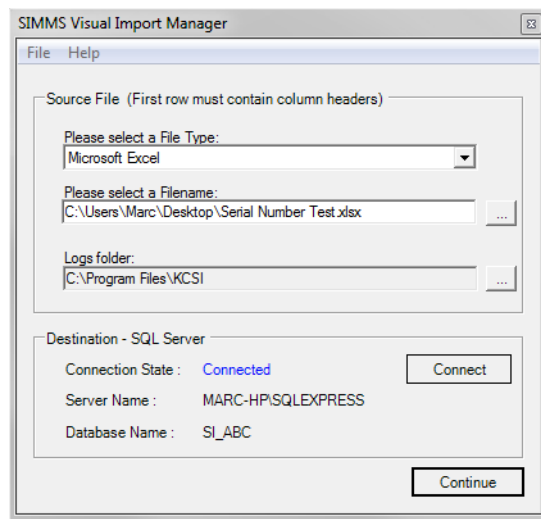 SIMMS Visual Import Manager
File Help
Source File (First row must contain column headers)
Please select a File Type:
Microsoft Excel
Please select a Filename:
C:\Users\Marc\Desktop\Serial Number Test.xlsx
...
Logs folder:
C:\Program Files\KCSI
...
Destination - SQL Server
Connection State : Connected
Connect
Server Name : MARC-HP\SQLEXPRESS
Database Name : SI_ABC
Continue